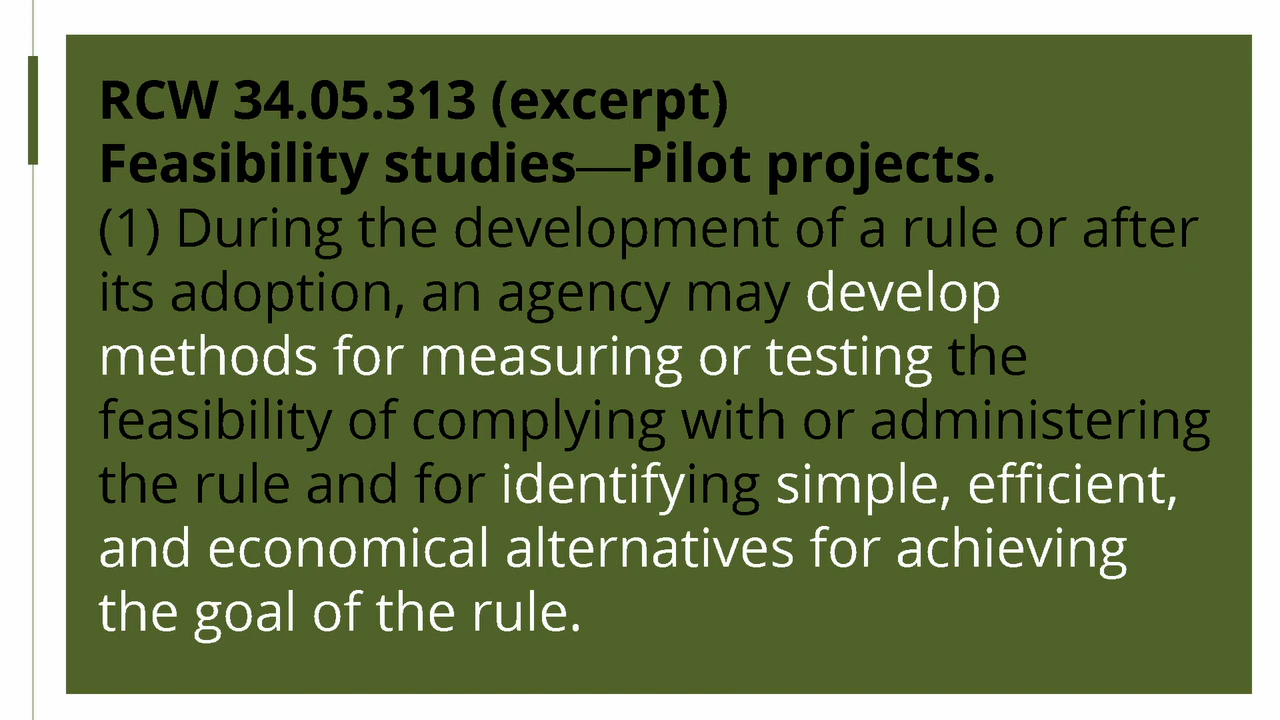 RCW 34.05.313 (excerpt)
Feasibility studies—Pilot projects.
(1) During the development of a rule or after
its adoption, an agency may develop
methods for measuring or testing the
feasibility of complying with or administering
the rule and for identifying simple, efficient,
and economical alternatives for achieving
the goal of the rule.